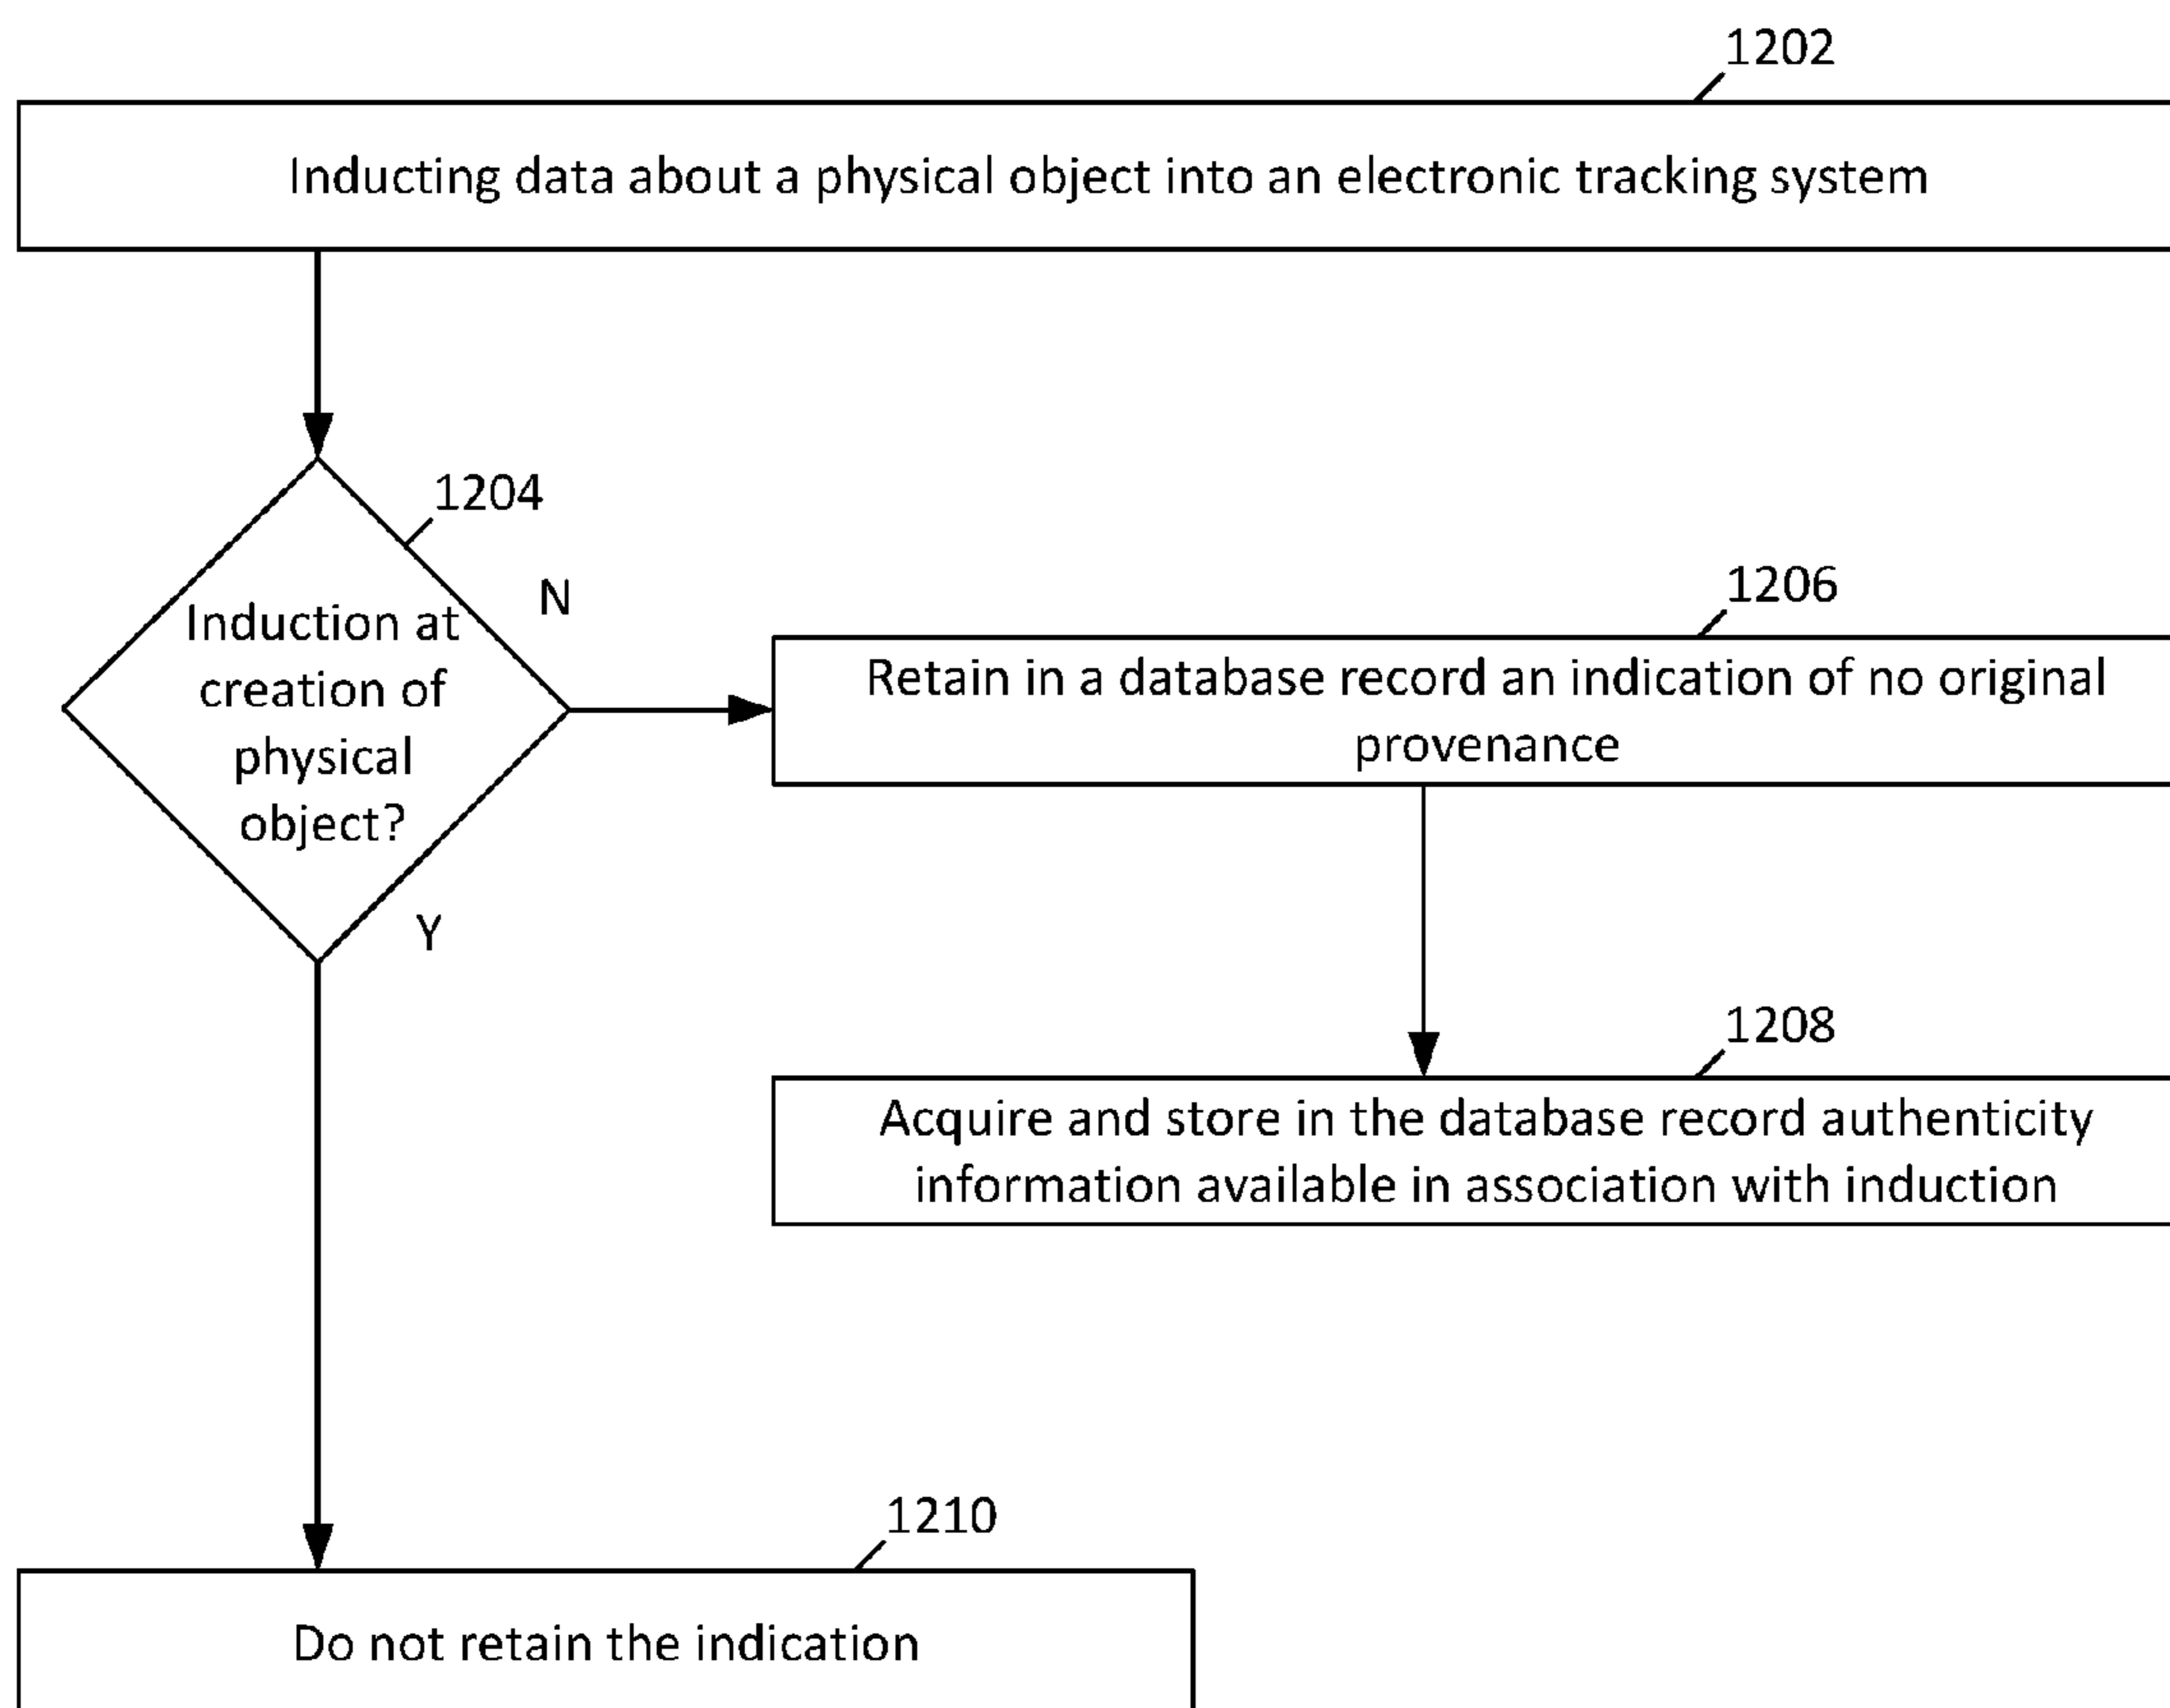 1202
Inducting data about a physical object into an electronic tracking system
1204
N
Induction at
creation of
physical
object?
Y
1206
Retain in a database record an indication of no original
provenance
1208
Acquire and store in the database record authenticity
information available in association with induction
1210
Do not retain the indication